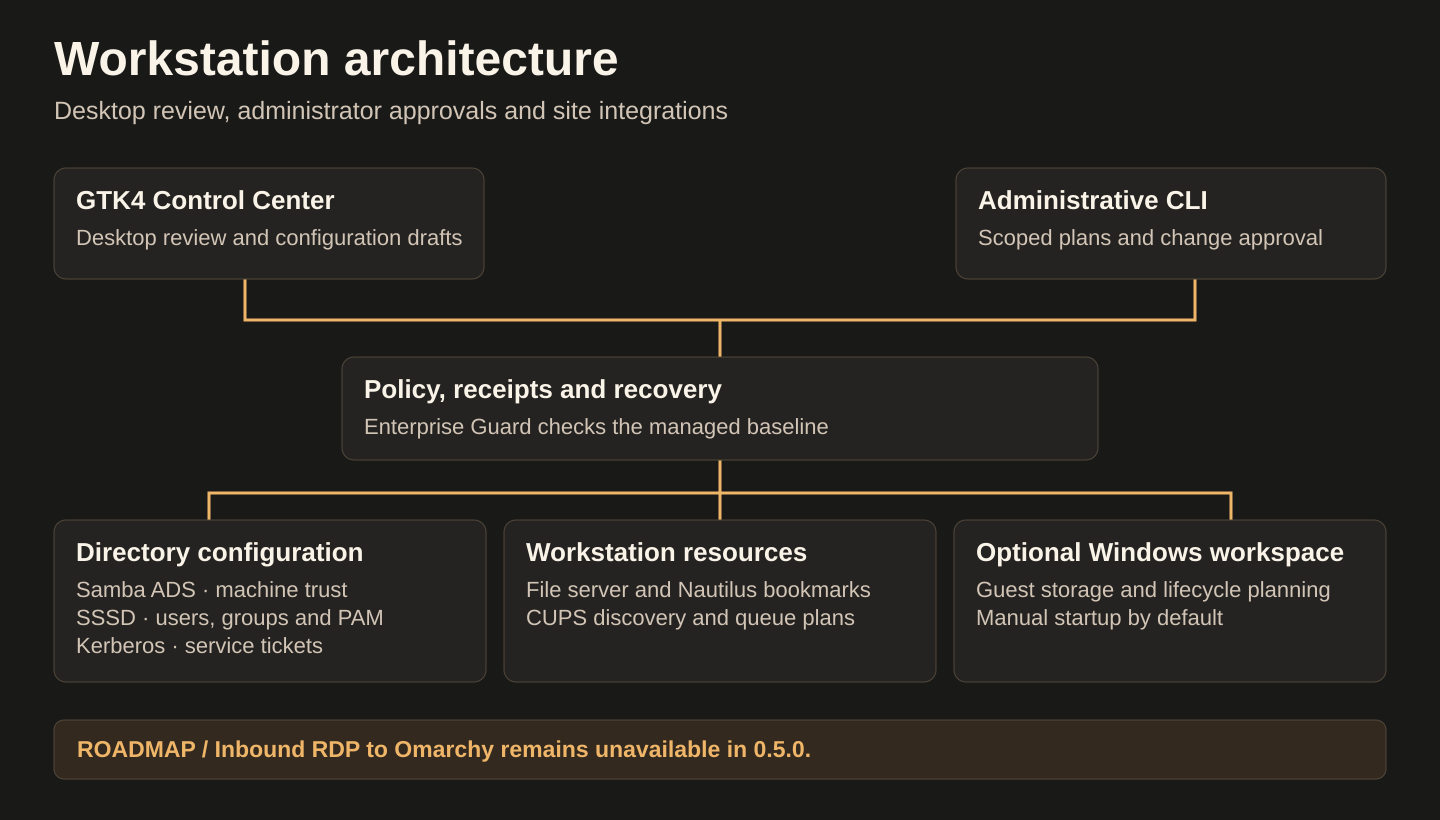 Workstation architecture
Desktop review, administrator approvals and site integrations
GTK4 Control Center
Desktop review and configuration drafts
Administrative CLI
Scoped plans and change approval
Policy, receipts and recovery
Enterprise Guard checks the managed baseline
Directory configuration
Samba ADS · machine trust
SSSD · users, groups and PAM
Kerberos · service tickets
Workstation resources
File server and Nautilus bookmarks
CUPS discovery and queue plans
Optional Windows workspace
Guest storage and lifecycle planning
Manual startup by default
ROADMAP / Inbound RDP to Omarchy remains unavailable in 0.5.0.